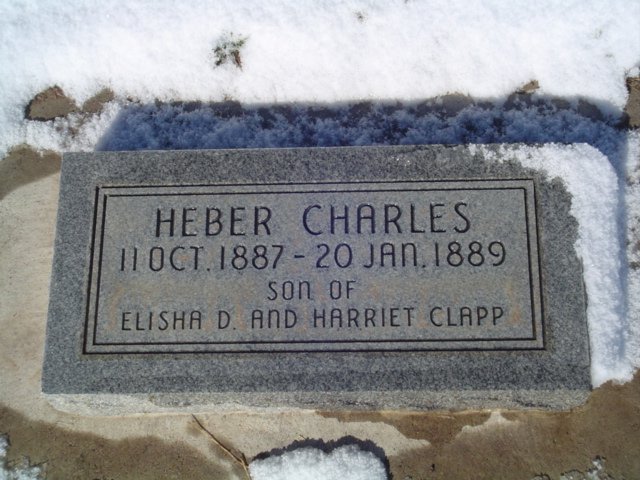 HEBER CHARLES
11 OCT. 1887 - 20 JAN. 1889
SON OF
ELISHA D. AND HARRIET CLAPP